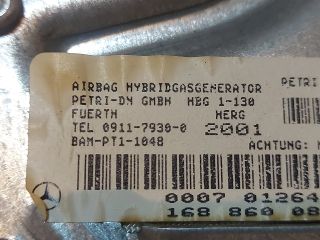 AIRBAG HYBRIDGASGENERATOR
PETRI-DN GMBH HBG 1-130
FUERTH HERG
TEL 0911-7930-0 2001
BAM-PT1-1048
PETRI
ACHTUNG:
0007 01264
168 860 08